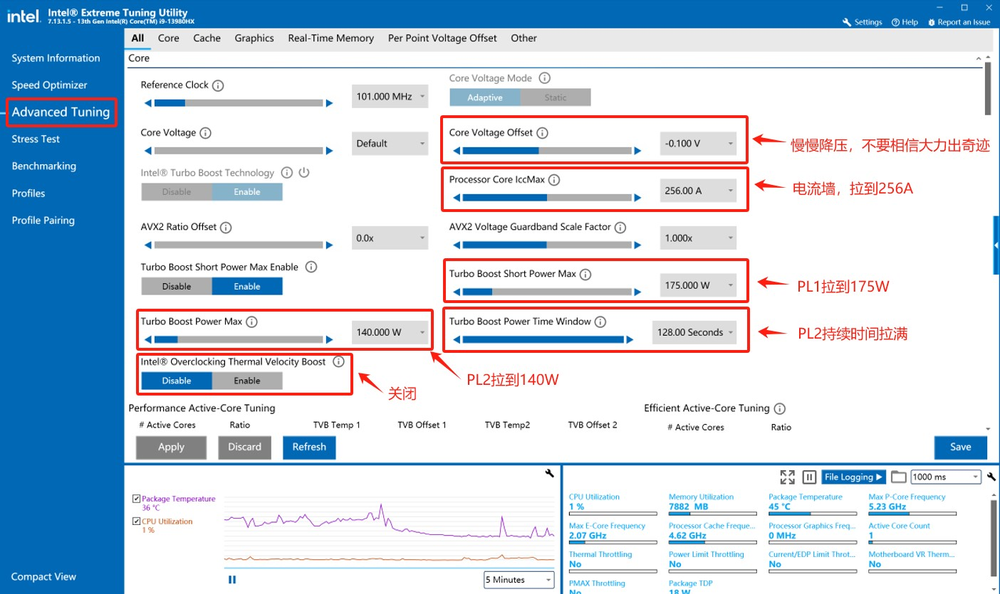 intel.
Intel® Extreme Tuning Utility
7.13.1.5 - 13th Gen Intel(R) Core(TM) i9-13980HX
Settings
Help
Report an Issue
System Information
Speed Optimizer
Advanced Tuning
Stress Test
Benchmarking
Profiles
Profile Pairing
Compact View
All Core Cache Graphics Real-Time Memory Per Point Voltage Offset Other
Core
Reference Clock
101.000 MHz
Core Voltage Mode
Adaptive Static
Core Voltage
Default
Core Voltage Offset
-0.100 V
慢慢降压，不要相信大力出奇迹
Intel® Turbo Boost Technology
Disable Enable
Processor Core IccMax
256.00 A
电流墙，拉到256A
AVX2 Ratio Offset
0.0x
AVX2 Voltage Guardband Scale Factor
1.000x
Turbo Boost Short Power Max Enable
Disable Enable
Turbo Boost Short Power Max
175.000 W
PL1拉到175W
Turbo Boost Power Max
140.000 W
PL2拉到140W
Turbo Boost Power Time Window
128.00 Seconds
PL2持续时间拉满
Intel® Overclocking Thermal Velocity Boost
Disable Enable
关闭
Performance Active-Core Tuning
# Active Cores Ratio TVB Temp 1 TVB Offset 1 TVB Temp2 TVB Offset 2
Efficient Active-Core Tuning
# Active Cores Ratio
Apply Discard Refresh
Save
Package Temperature
36 °C
CPU Utilization
1 %
5 Minutes
File Logging
1000 ms
CPU Utilization
1 %
Memory Utilization
7882 MB
Package Temperature
45 °C
Max P-Core Frequency
5.23 GHz
Max E-Core Frequency
2.07 GHz
Processor Cache Freque...
4.62 GHz
Processor Graphics Freq...
0 MHz
Active Core Count
1
Thermal Throttling
No
Power Limit Throttling
No
Current/EDP Limit Throt...
No
Motherboard VR Therm...
No
PMAX Throttling
No
Package TDP
18 W